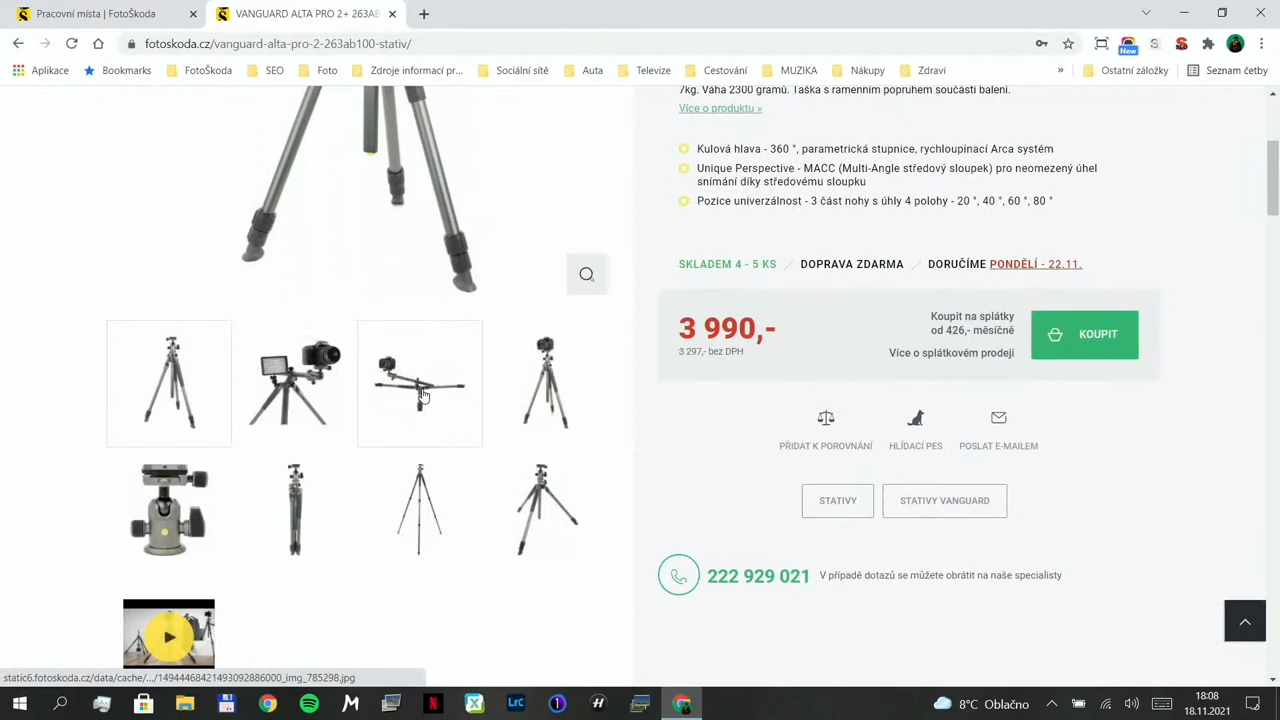 Pracovní místa | FotoŠkoda
VANGUARD ALTA PRO 2+ 263AB
fotoskoda.cz/vanguard-alta-pro-2-263ab100-stativ/
New
Aplikace
Bookmarks
FotoŠkoda
SEO
Foto
Zdroje informací pr...
Sociální sítě
Auta
Televize
Cestování
MUZIKA
Nákupy
Zdraví
»
Ostatní záložky
Seznam četby
7kg. Váha 2300 gramů. Taška s ramenním popruhem součástí balení.
Více o produktu »
Kulová hlava - 360 °, parametrická stupnice, rychloupínací Arca systém
Unique Perspective - MACC (Multi-Angle středový sloupek) pro neomezený úhel
snímání díky středovému sloupku
Pozice univerzálnost - 3 část nohy s úhly 4 polohy - 20 °, 40 °, 60 °, 80 °
SKLADEM 4 - 5 KS / DOPRAVA ZDARMA / DORUČÍME PONDĚLÍ - 22.11.
3 990,-
3 297,- bez DPH
Koupit na splátky
od 426,- měsíčně
Více o splátkovém prodeji
KOUPIT
PŘIDAT K POROVNÁNÍ
HLÍDACÍ PES
POSLAT E-MAILEM
STATIVY
STATIVY VANGUARD
222 929 021
V případě dotazů se můžete obrátit na naše specialisty
static6.fotoskoda.cz/data/cache/.../14944468421493092886000_img_785298.jpg
Lrc
8°C Oblačno
18:08
18.11.2021